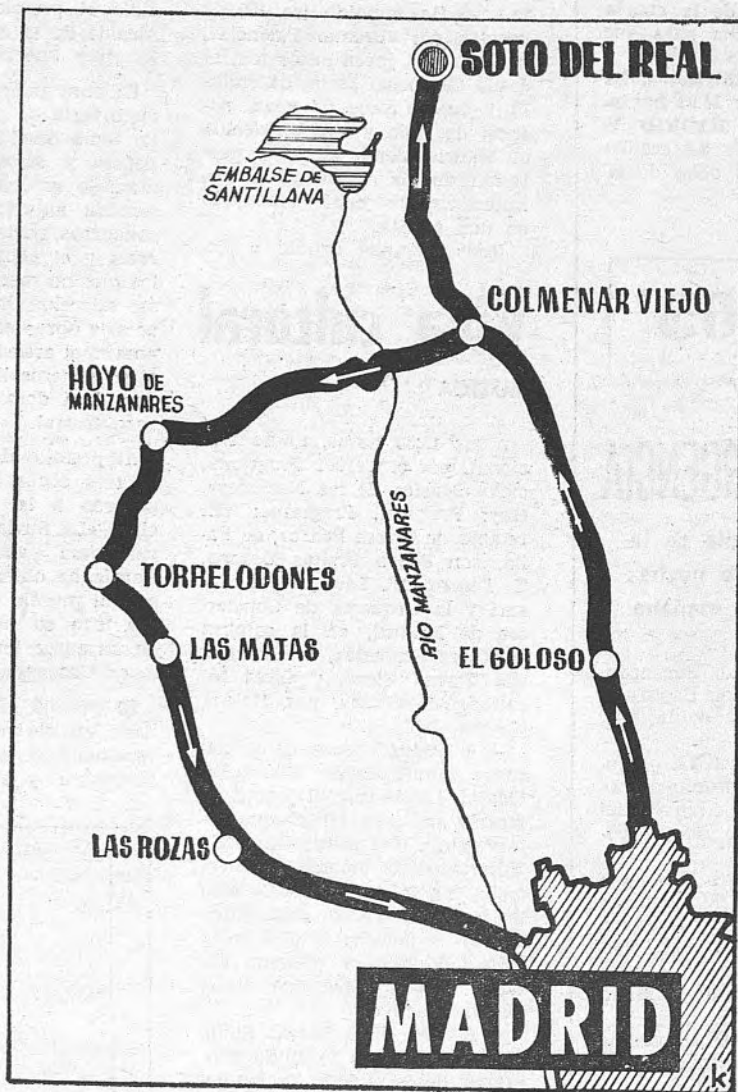 SOTO DEL REAL
EMBALSE DE
SANTILLANA
COLMENAR VIEJO
HOYO DE
MANZANARES
RIO MANZANARES
TORRELODONES
LAS MATAS
EL GOLOSO
LAS ROZAS
MADRID
k